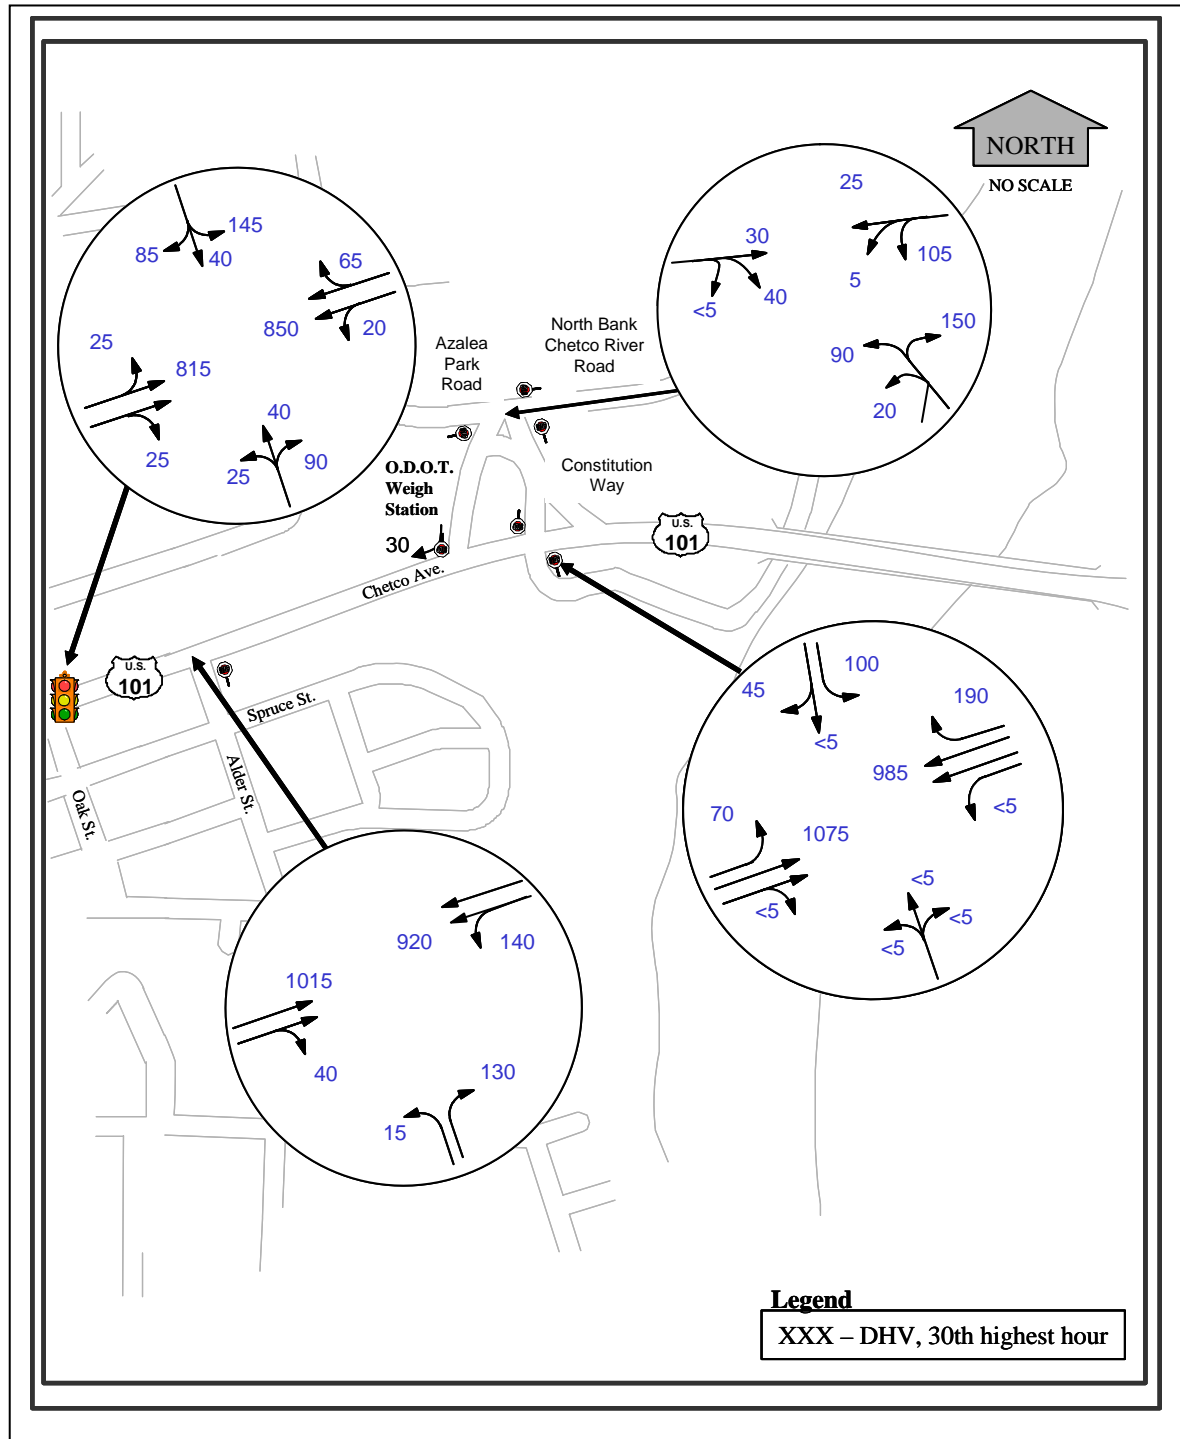 NORTH
NO SCALE
145
85
40
65
850
20
25
815
25
40
25
90
25
30
<5
40
5
105
150
90
20
Azalea
Park
Road
North Bank
Chetco River
Road
Constitution
Way
O.D.O.T.
Weigh
Station
30
U.S.
101
Chetco Ave.
U.S.
101
Spruce St.
Alder St.
Oak St.
45
100
<5
190
985
<5
70
1075
<5
<5
<5
<5
920
140
1015
40
130
15
Legend
XXX – DHV, 30th highest hour